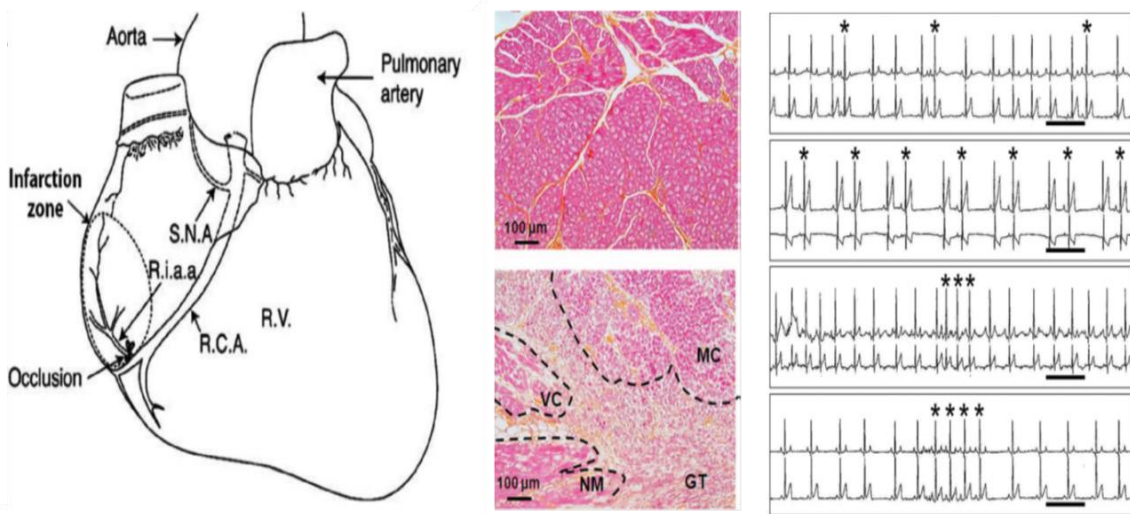 Aorta
Pulmonary
artery
Infarction
zone
S.N.A.
R.i.a.a.
R.V.
R.C.A.
Occlusion
100 µm
MC
VC
NM
GT
100 µm
* * *
* * * * * * *
***
****